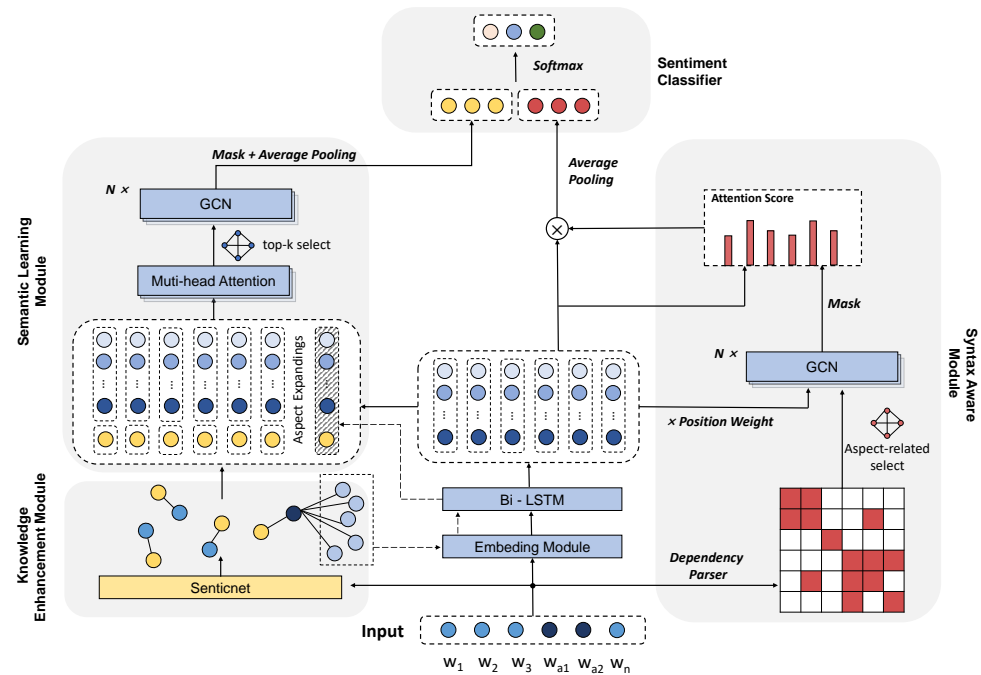 Softmax
Sentiment
Classifier
Mask + Average Pooling
Average
Pooling
N ×
GCN
top-k select
Muti-head Attention
Semantic Learning
Module
Attention Score
×
Mask
N ×
GCN
Syntax Aware
Module
Aspect Expandings
... ... ... ... ... ... ...
... ... ... ... ... ...
× Position Weight
Aspect-related
select
Knowledge
Enhancement Module
Bi - LSTM
Embeding Module
Senticnet
Dependency
Parser
Input
w1 w2 w3 wa1 wa2 wn